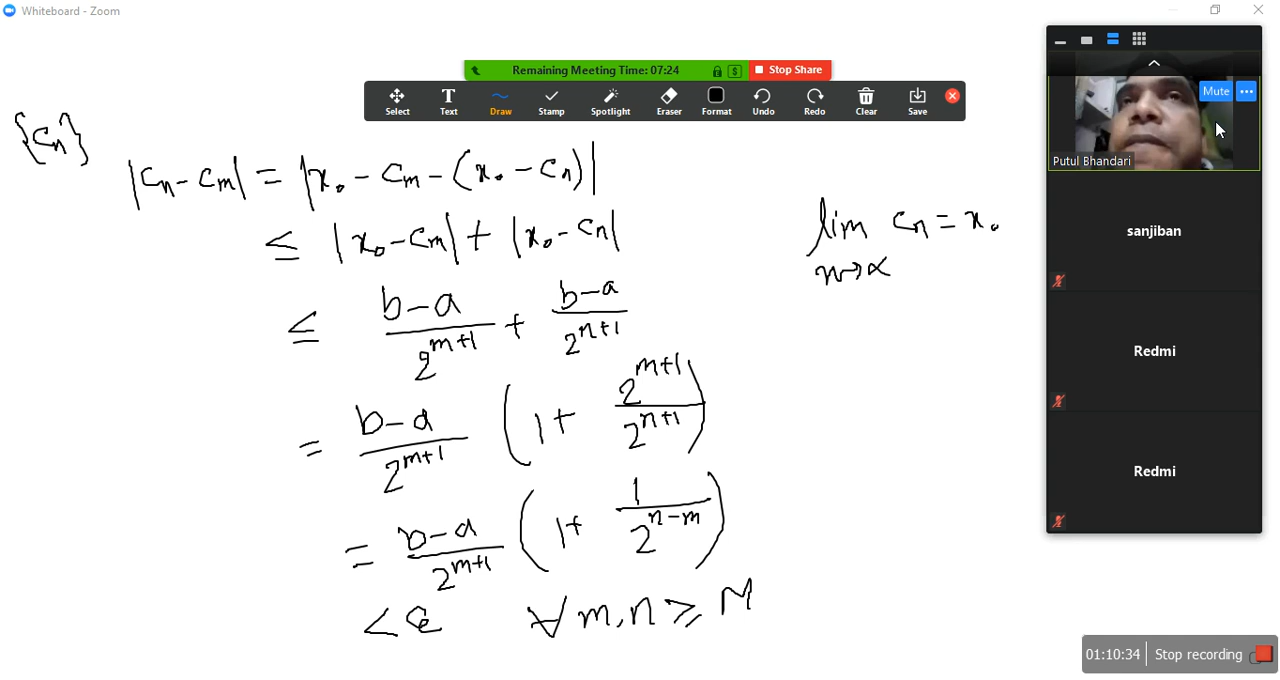 Whiteboard - Zoom
Remaining Meeting Time: 07:24 $ Stop Share
Select Text Draw Stamp Spotlight Eraser Format Undo Redo Clear Save
Mute
Putul Bhandari
sanjiban
Redmi
Redmi
{Cn}
|Cn - Cm| = |x₀ - Cm - (x₀ - Cn)|
≤ |x₀ - Cm| + |x₀ - Cn|
lim Cn = x₀
n→∝
≤ (b-a)/2^(m+1) + (b-a)/2^(n+1)
= (b-a)/2^(m+1) (1 + 2^(m+1)/2^(n+1))
= (b-a)/2^(m+1) (1 + 1/2^(n-m))
< ε ∀ m,n ≥ M
01:10:34 Stop recording